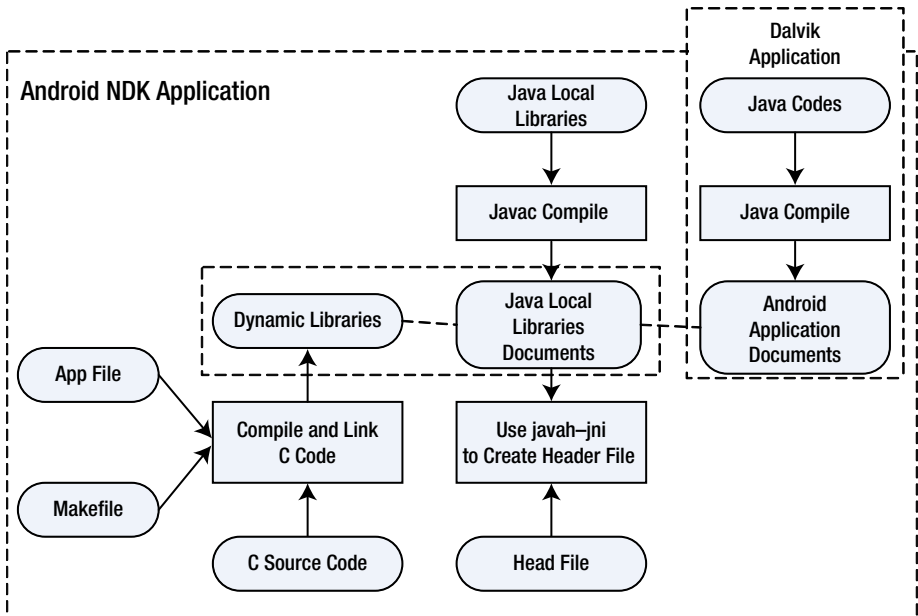 Dalvik
Application
Android NDK Application
Java Local
Libraries
Java Codes
Javac Compile
Java Compile
Dynamic Libraries
Java Local
Libraries
Documents
Android
Application
Documents
App File
Compile and Link
C Code
Use javah–jni
to Create Header File
Makefile
C Source Code
Head File